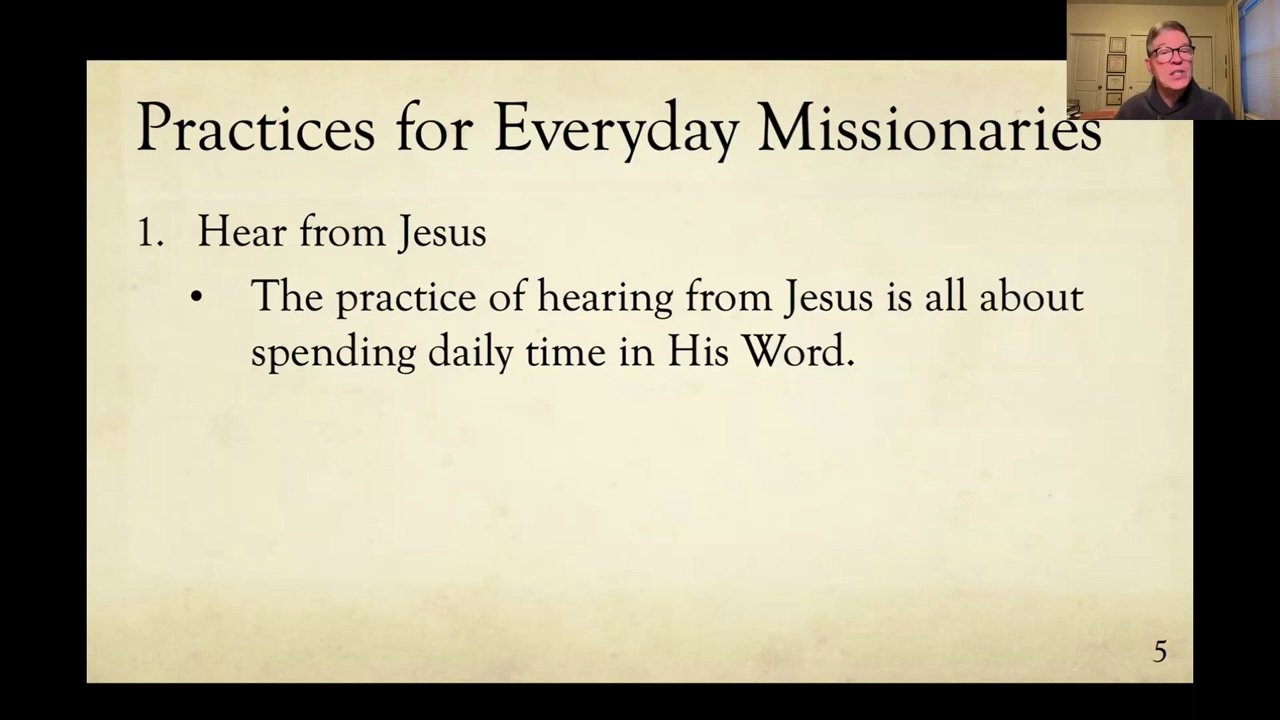 Practices for Everyday Missionaries
1. Hear from Jesus
• The practice of hearing from Jesus is all about
spending daily time in His Word.
5